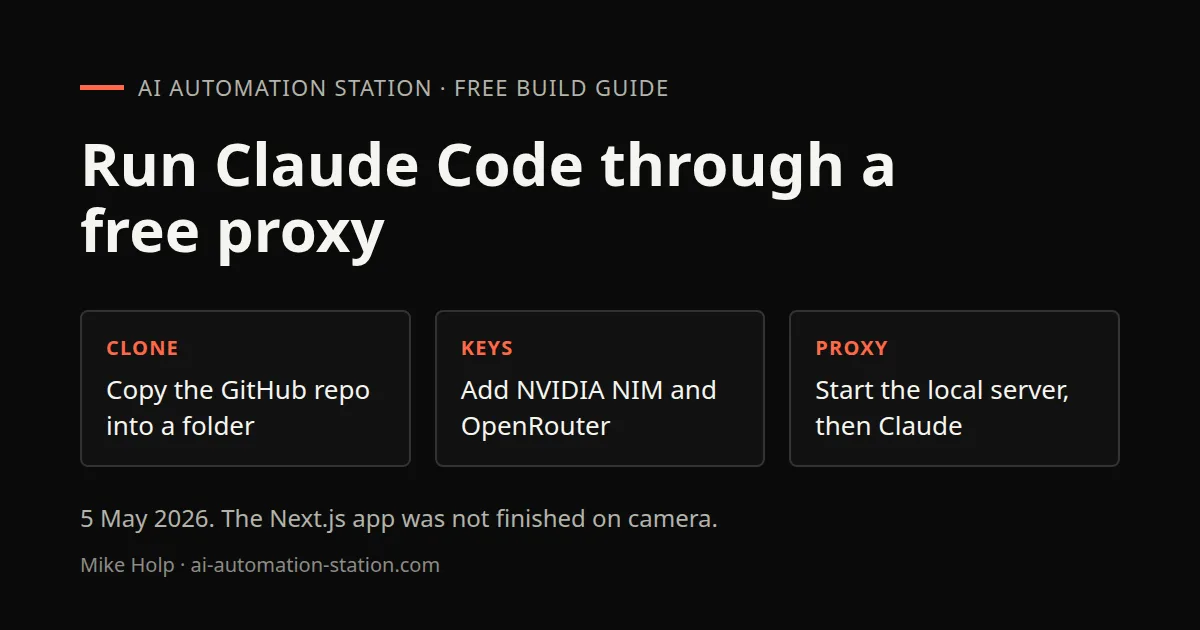 AI AUTOMATION STATION · FREE BUILD GUIDE
Run Claude Code through a
free proxy
CLONE
Copy the GitHub repo
into a folder
KEYS
Add NVIDIA NIM and
OpenRouter
PROXY
Start the local server,
then Claude
5 May 2026. The Next.js app was not finished on camera.
Mike Holp · ai-automation-station.com